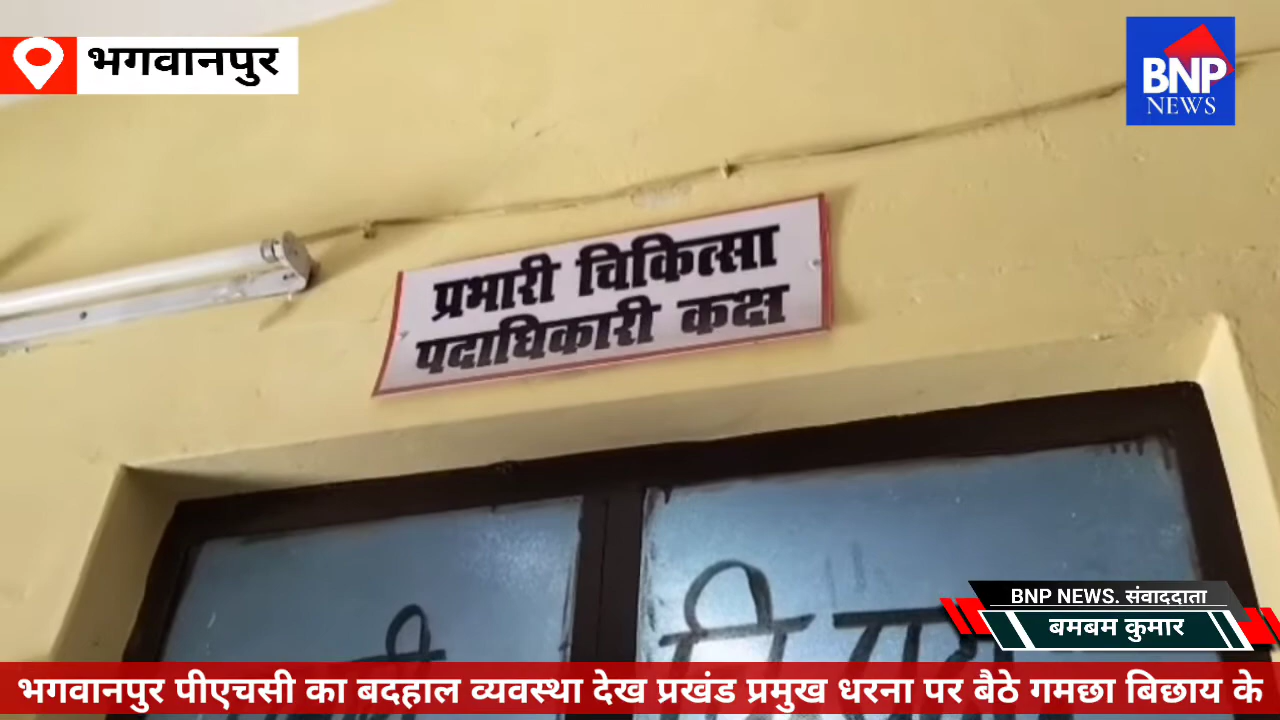 भगवानपुर
BNP
NEWS
प्रभारी चिकित्सा
पदाधिकारी कक्ष
BNP NEWS. संवाददाता
बमबम कुमार
भगवानपुर पीएचसी का बदहाल व्यवस्था देख प्रखंड प्रमुख धरना पर बैठे गमछा बिछाय के